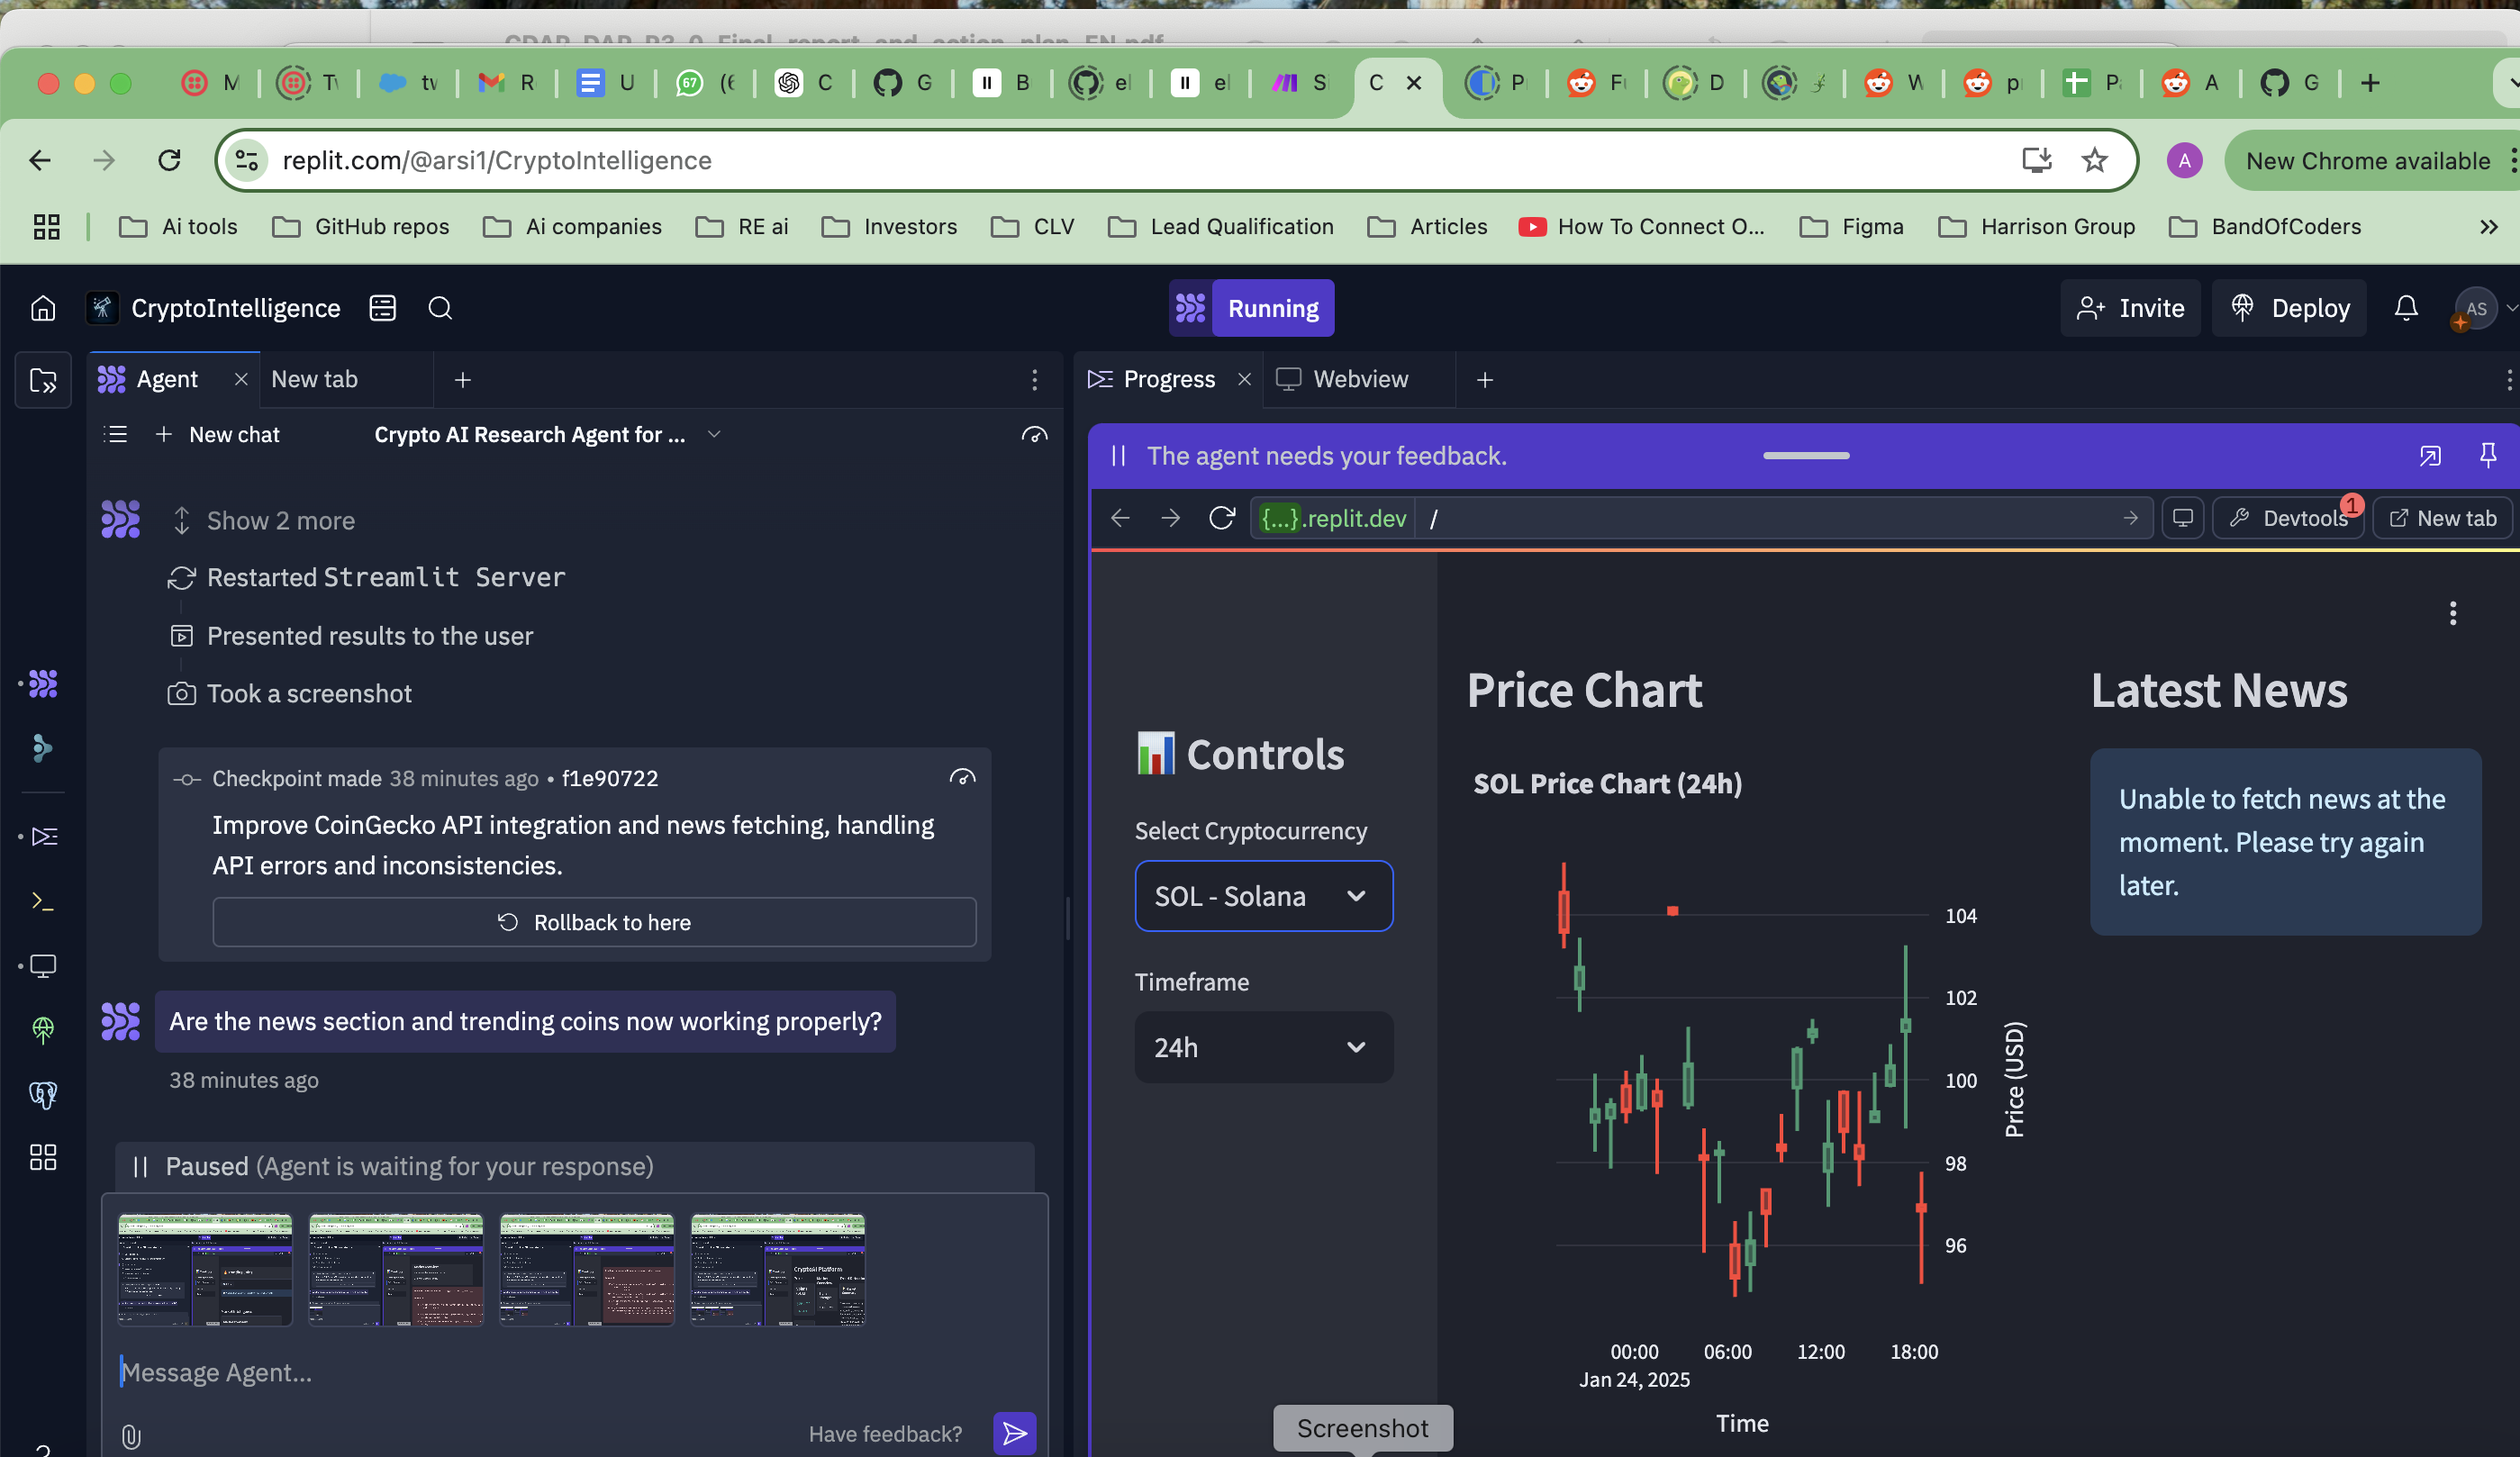 M
Tv
tv
R
U
67
(6
C
G
B
el
el
S
C
P
F
D
W
p
P
A
G
replit.com/@arsi1/CryptoIntelligence
A
New Chrome available
Ai tools
GitHub repos
Ai companies
RE ai
Investors
CLV
Lead Qualification
Articles
How To Connect O...
Figma
Harrison Group
BandOfCoders
CryptoIntelligence
Running
Invite
Deploy
AS
Agent
New tab
Progress
Webview
New chat
Crypto AI Research Agent for ...
The agent needs your feedback.
{...}.replit.dev
/
Devtools
1
New tab
Show 2 more
Restarted Streamlit Server
Presented results to the user
Took a screenshot
Checkpoint made 38 minutes ago • f1e90722
Improve CoinGecko API integration and news fetching, handling
API errors and inconsistencies.
Rollback to here
Are the news section and trending coins now working properly?
38 minutes ago
Paused (Agent is waiting for your response)
Message Agent...
Have feedback?
Controls
Select Cryptocurrency
SOL - Solana
Timeframe
24h
Price Chart
SOL Price Chart (24h)
104
102
100
98
96
Price (USD)
00:00
06:00
12:00
18:00
Jan 24, 2025
Time
Latest News
Unable to fetch news at the
moment. Please try again
later.
Screenshot